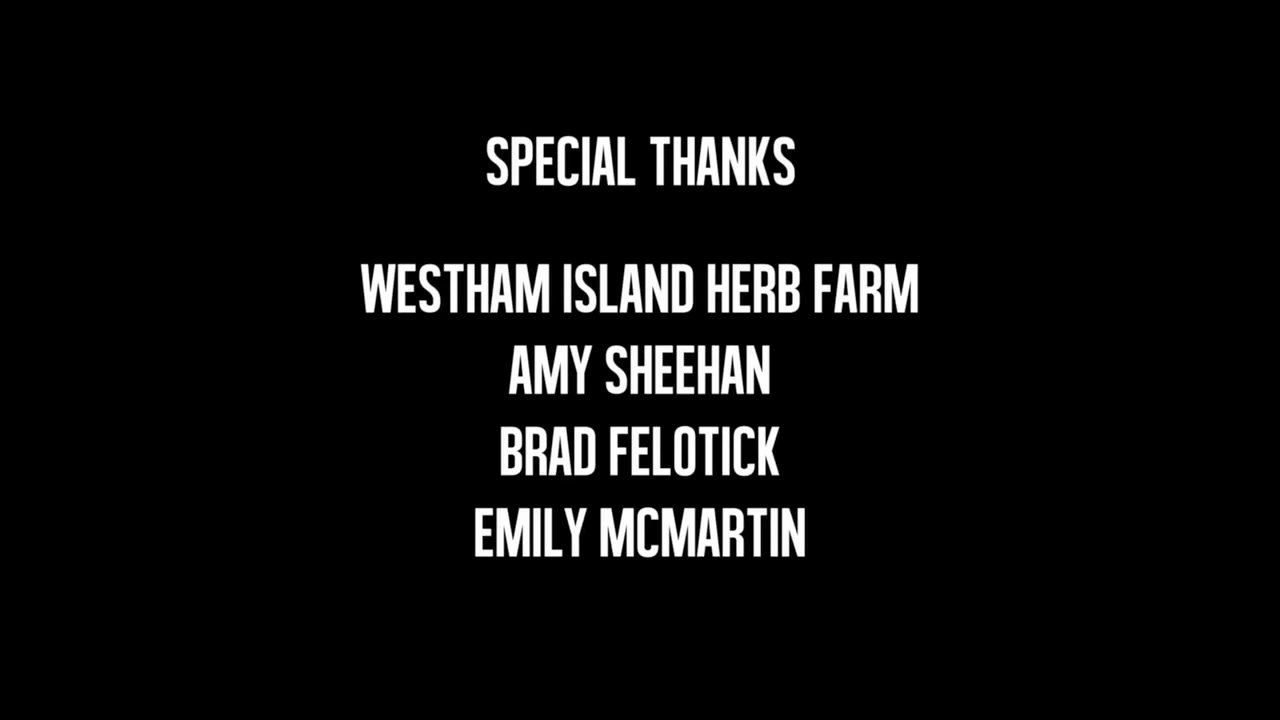 SPECIAL THANKS
WESTHAM ISLAND HERB FARM
AMY SHEEHAN
BRAD FELOTICK
EMILY MCMARTIN